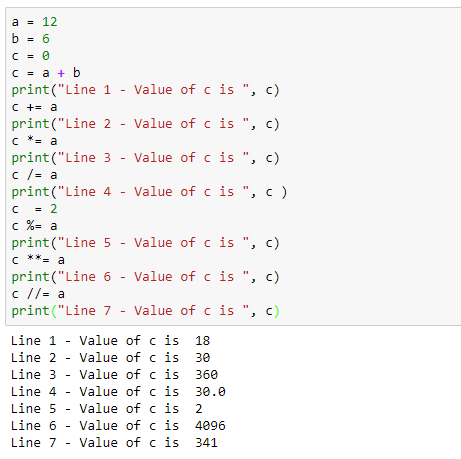 a = 12
b = 6
c = 0
c = a + b
print("Line 1 - Value of c is ", c)
c += a
print("Line 2 - Value of c is ", c)
c *= a
print("Line 3 - Value of c is ", c)
c /= a
print("Line 4 - Value of c is ", c )
c  = 2
c %= a
print("Line 5 - Value of c is ", c)
c **= a
print("Line 6 - Value of c is ", c)
c //= a
print("Line 7 - Value of c is ", c)
Line 1 - Value of c is  18
Line 2 - Value of c is  30
Line 3 - Value of c is  360
Line 4 - Value of c is  30.0
Line 5 - Value of c is  2
Line 6 - Value of c is  4096
Line 7 - Value of c is  341